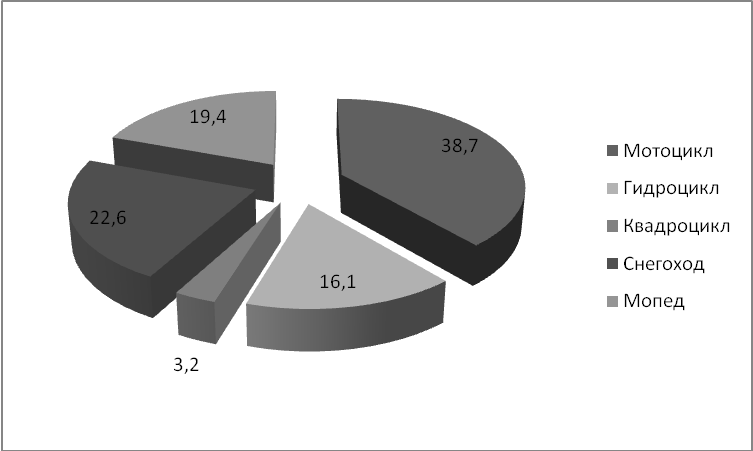 19,4
38,7
22,6
16,1
3,2
Мотоцикл
Гидроцикл
Квадроцикл
Снегоход
Мопед